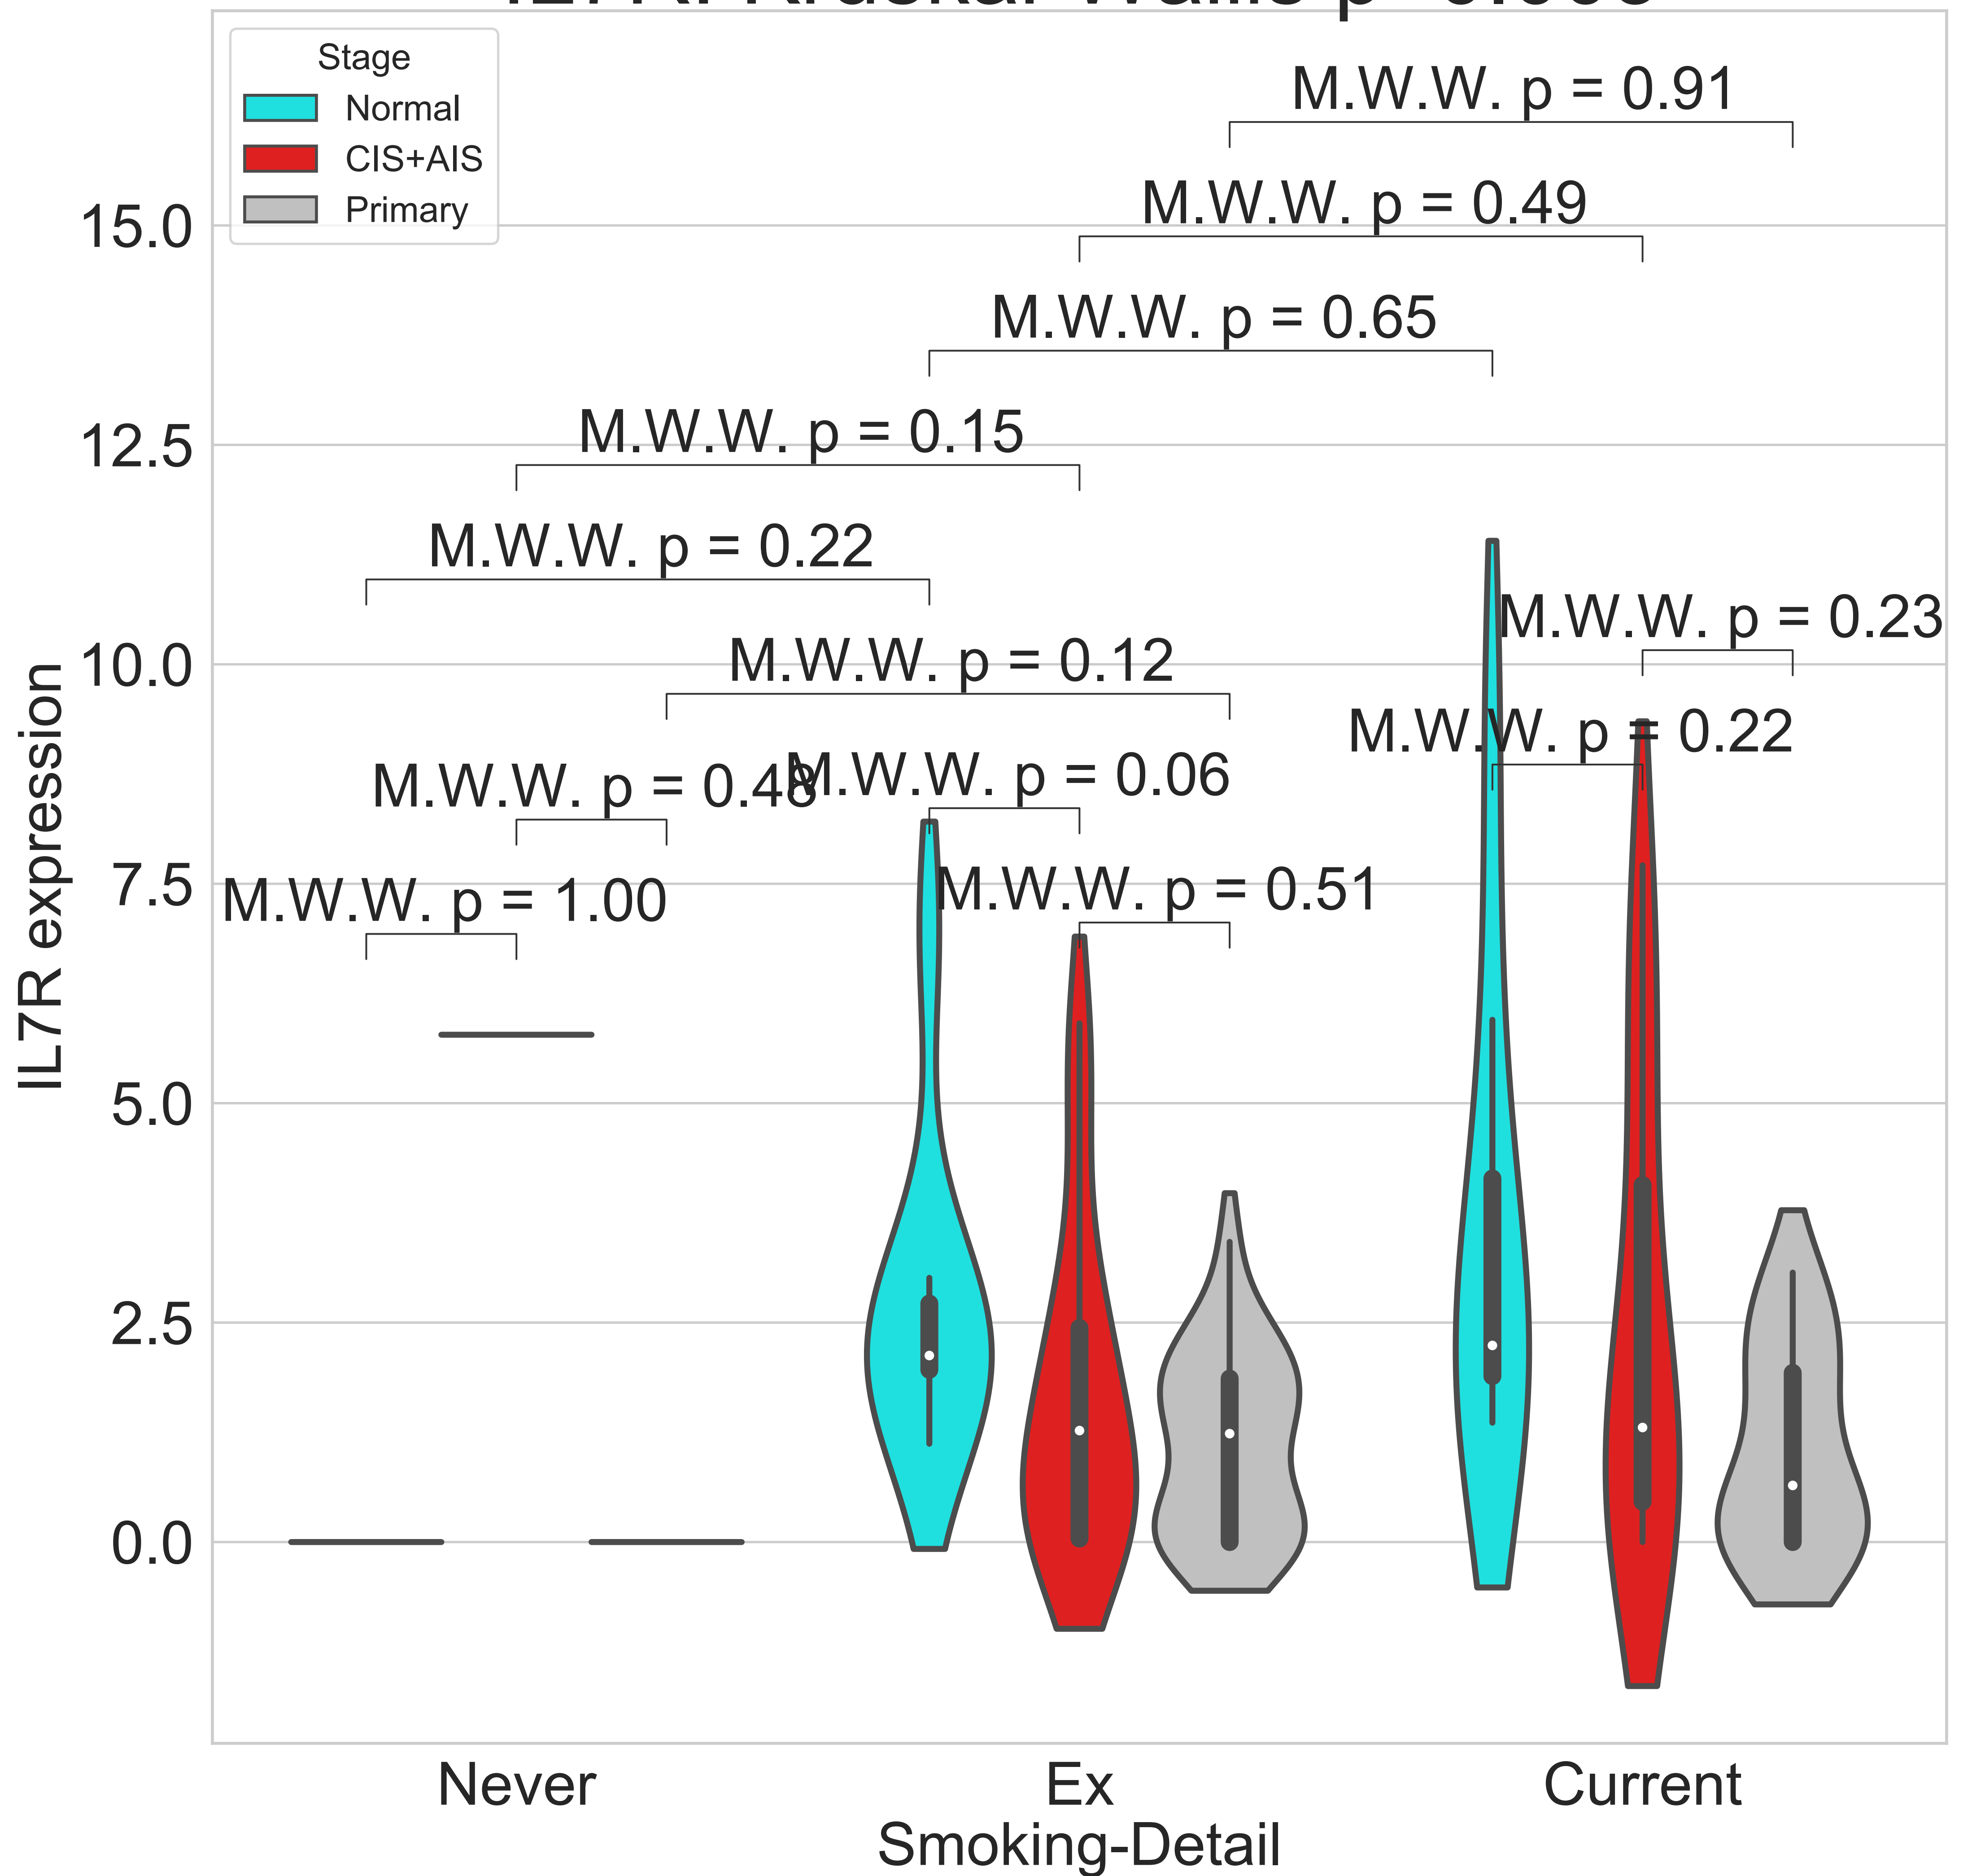 Stage
Normal
CIS+AIS
Primary
M.W.W. p = 0.91
M.W.W. p = 0.49
M.W.W. p = 0.65
M.W.W. p = 0.15
M.W.W. p = 0.22
M.W.W. p = 0.23
M.W.W. p = 0.12
M.W.W. p = 0.22
M.W.W. p = 0.48
M.W.W. p = 0.06
M.W.W. p = 1.00
M.W.W. p = 0.51
15.0
12.5
10.0
7.5
5.0
2.5
0.0
IL7R expression
Never
Ex
Current
Smoking-Detail